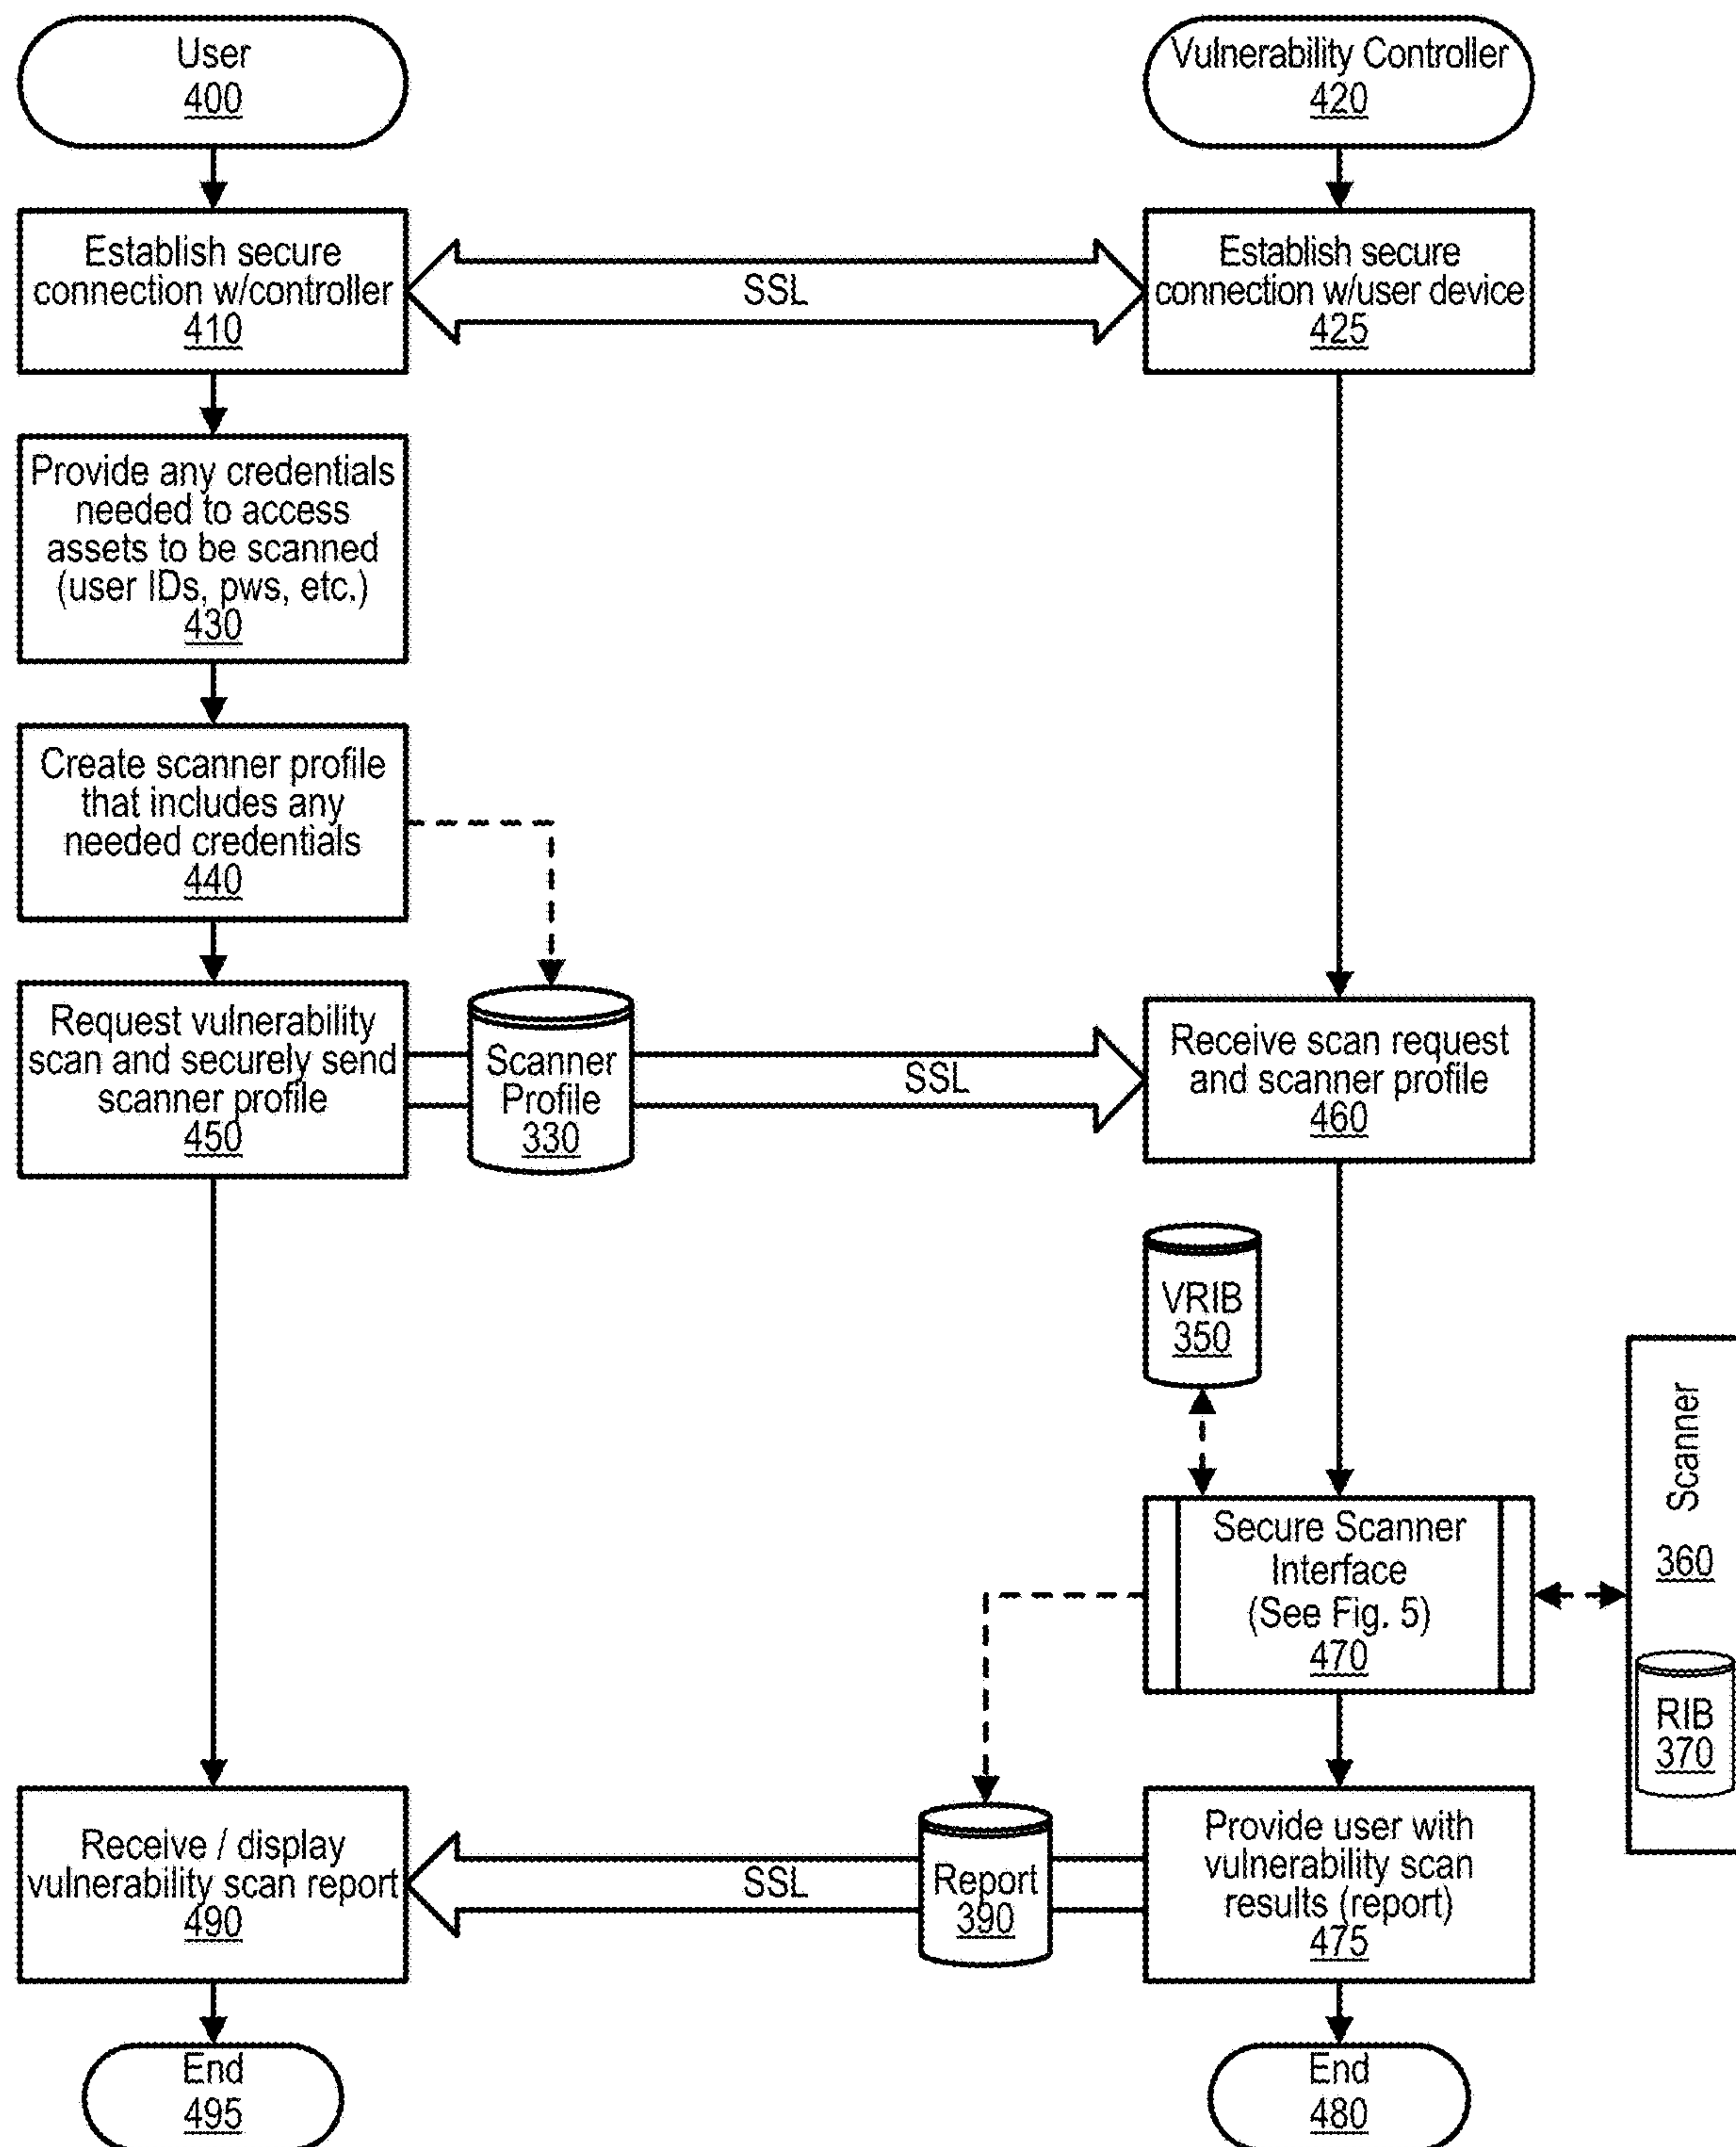 User
400
Vulnerability Controller
420
Establish secure
connection w/controller
410
SSL
Establish secure
connection w/user device
425
Provide any credentials
needed to access
assets to be scanned
(user IDs, pws, etc.)
430
Create scanner profile
that includes any
needed credentials
440
Request vulnerability
scan and securely send
scanner profile
450
Scanner
Profile
330
SSL
Receive scan request
and scanner profile
460
VRIB
350
Secure Scanner
Interface
(See Fig. 5)
470
Scanner
360
RIB
370
Receive / display
vulnerability scan report
490
SSL
Report
390
Provide user with
vulnerability scan
results (report)
475
End
495
End
480